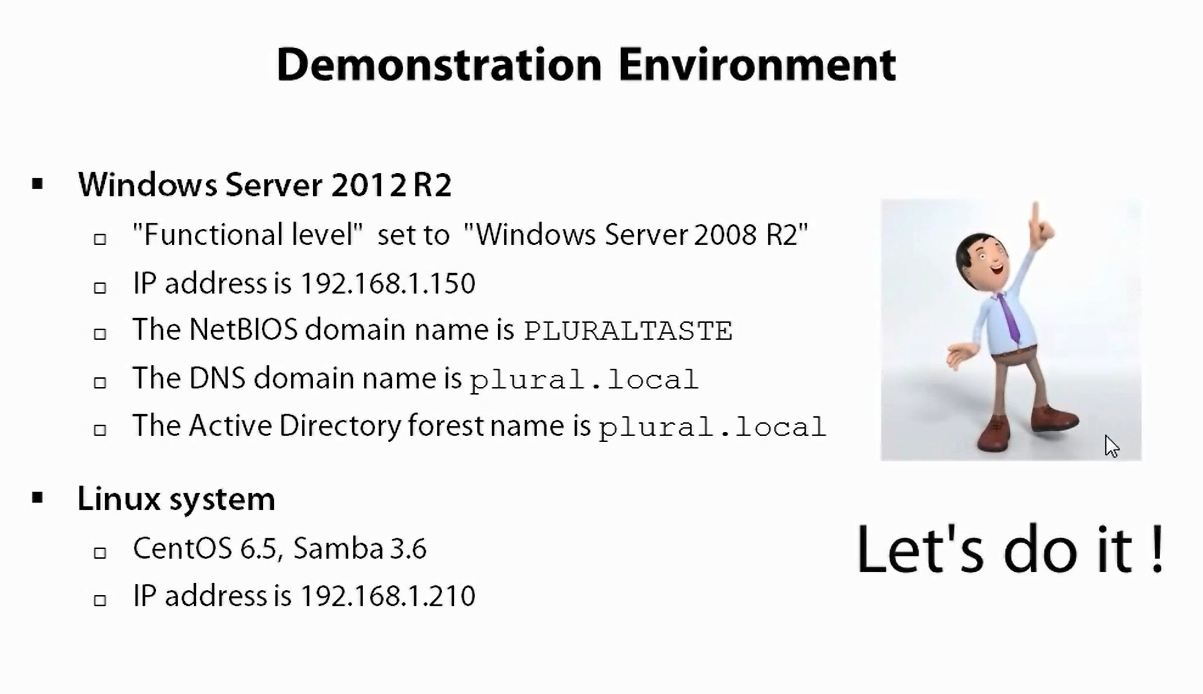 Demonstration Environment
Windows Server 2012 R2
"Functional level" set to "Windows Server 2008 R2"
IP address is 192.168.1.150
The NetBIOS domain name is PLURALTASTE
The DNS domain name is plural.local
The Active Directory forest name is plural.local
Linux system
CentOS 6.5, Samba 3.6
IP address is 192.168.1.210
Let's do it !